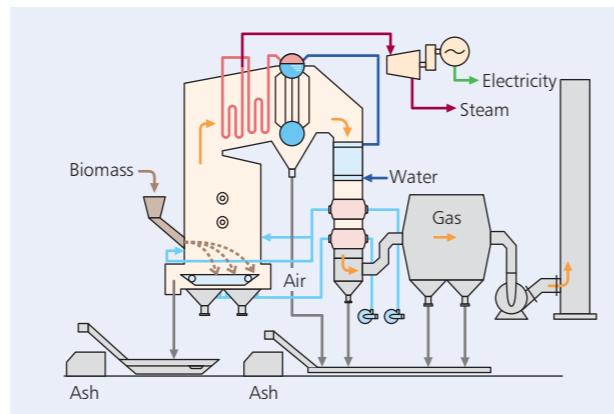 Electricity
Steam
Biomass
Water
Gas
Air
Ash
Ash